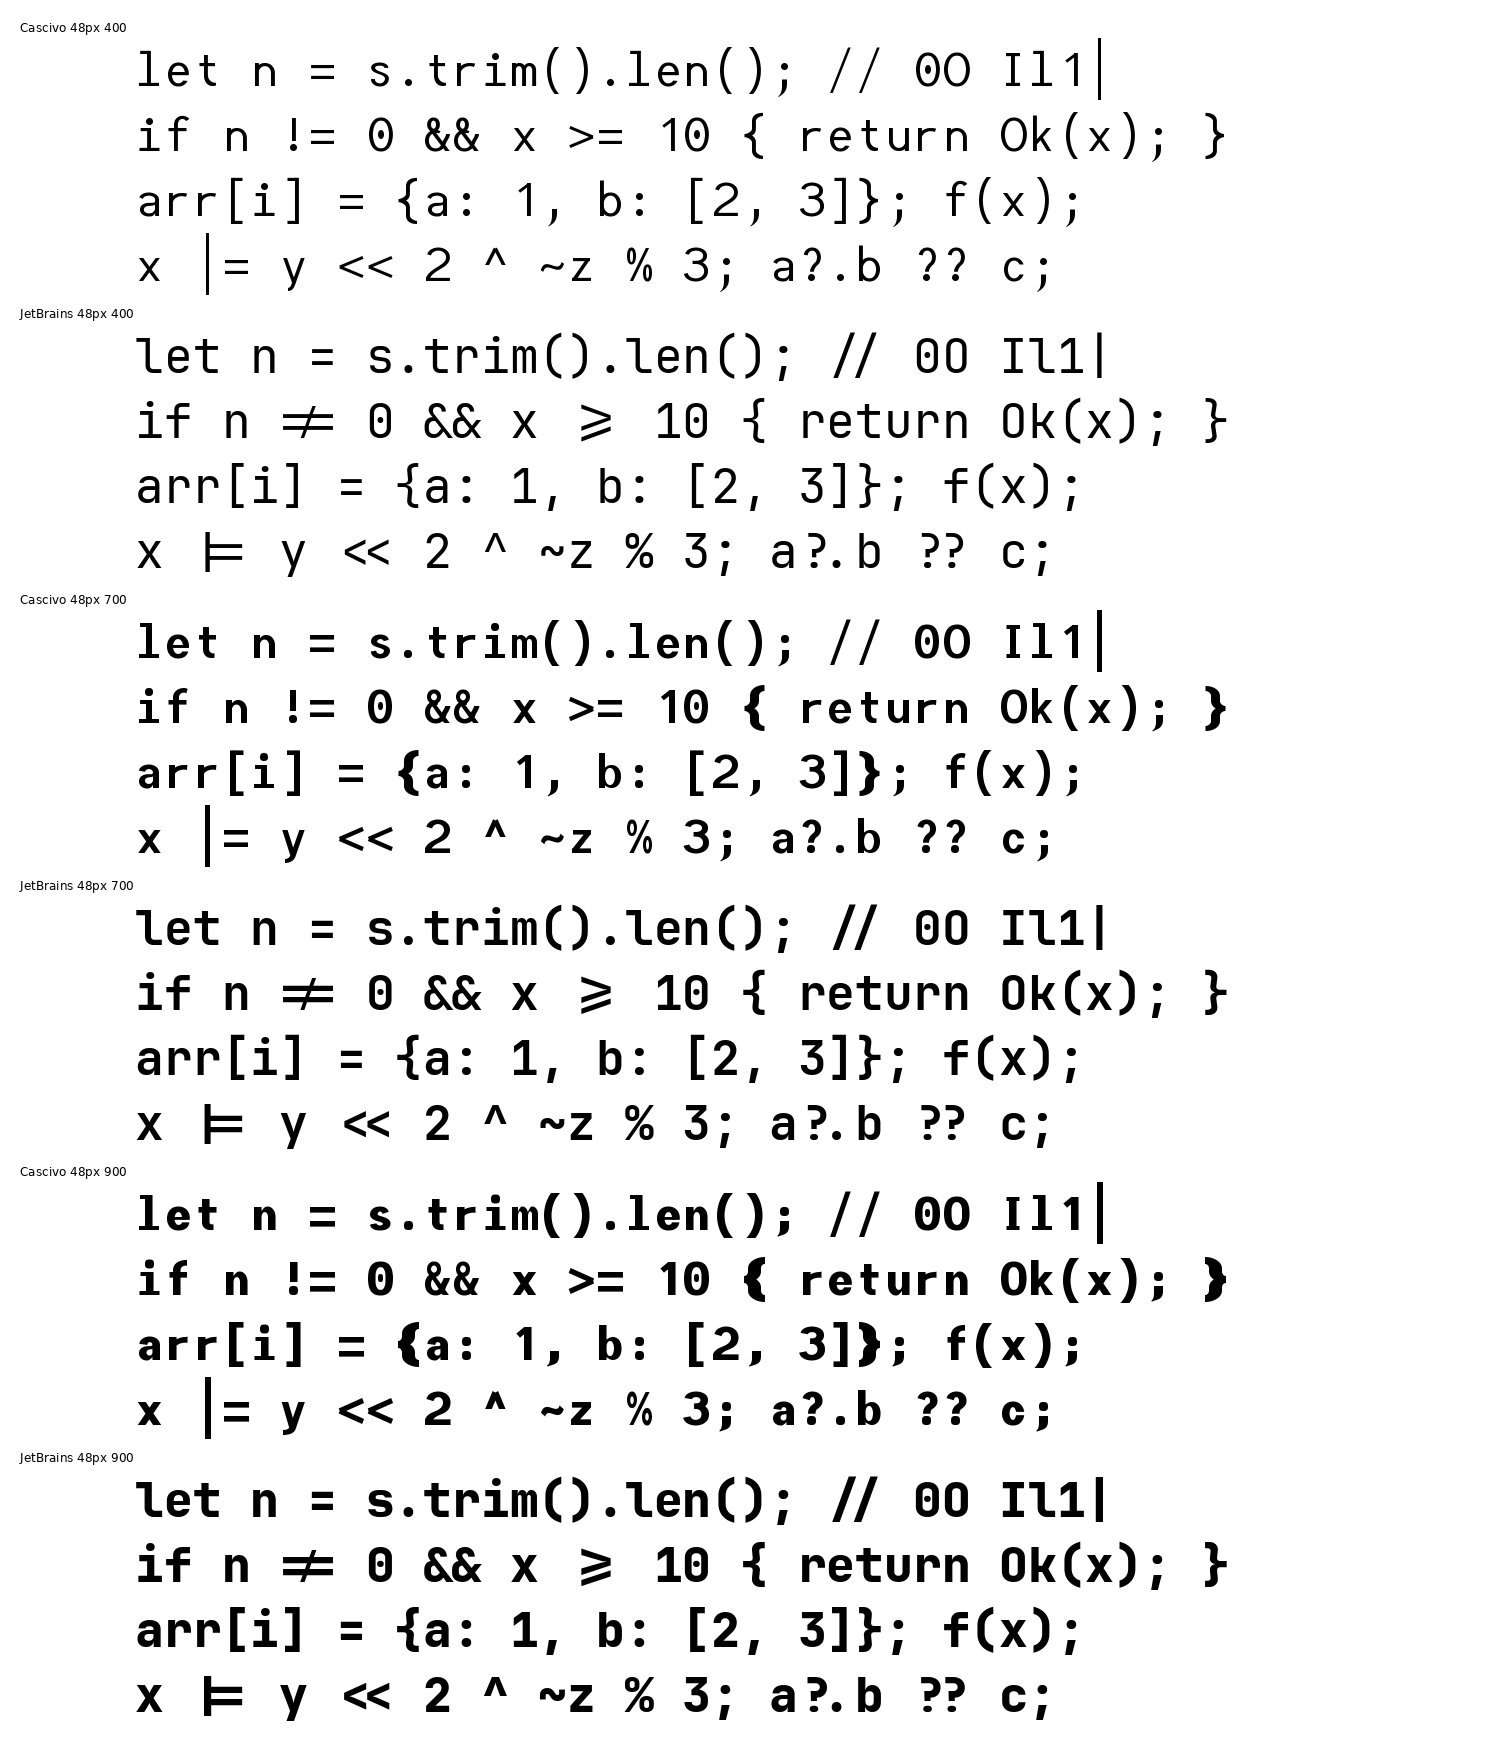 Cascivo 48px 400
let n = s.trim().len(); // 0O Il1|
if n != 0 && x >= 10 { return Ok(x); }
arr[i] = {a: 1, b: [2, 3]}; f(x);
x |= y << 2 ^ ~z % 3; a?.b ?? c;
JetBrains 48px 400
let n = s.trim().len(); // 0O Il1|
if n != 0 && x >= 10 { return Ok(x); }
arr[i] = {a: 1, b: [2, 3]}; f(x);
x |= y << 2 ^ ~z % 3; a?.b ?? c;
Cascivo 48px 700
let n = s.trim().len(); // 0O Il1|
if n != 0 && x >= 10 { return Ok(x); }
arr[i] = {a: 1, b: [2, 3]}; f(x);
x |= y << 2 ^ ~z % 3; a?.b ?? c;
JetBrains 48px 700
let n = s.trim().len(); // 0O Il1|
if n != 0 && x >= 10 { return Ok(x); }
arr[i] = {a: 1, b: [2, 3]}; f(x);
x |= y << 2 ^ ~z % 3; a?.b ?? c;
Cascivo 48px 900
let n = s.trim().len(); // 0O Il1|
if n != 0 && x >= 10 { return Ok(x); }
arr[i] = {a: 1, b: [2, 3]}; f(x);
x |= y << 2 ^ ~z % 3; a?.b ?? c;
JetBrains 48px 900
let n = s.trim().len(); // 0O Il1|
if n != 0 && x >= 10 { return Ok(x); }
arr[i] = {a: 1, b: [2, 3]}; f(x);
x |= y << 2 ^ ~z % 3; a?.b ?? c;